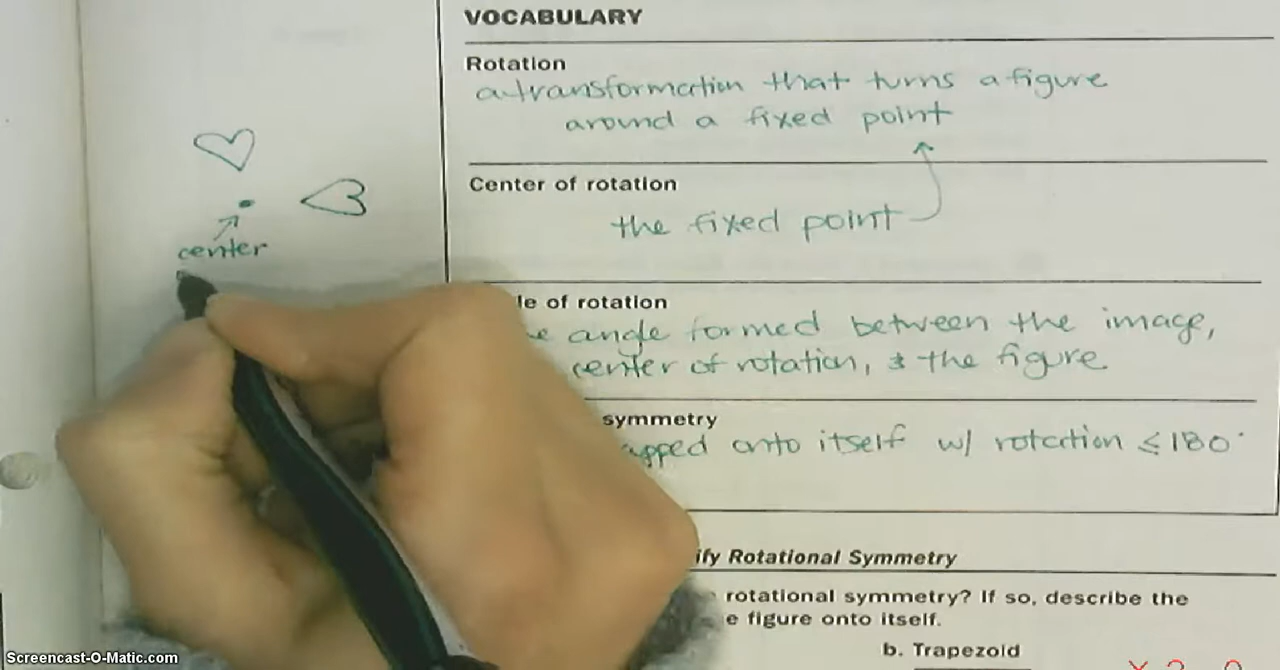 VOCABULARY
Rotation
a transformation that turns a figure
around a fixed point
Center of rotation
the fixed point
center
le of rotation
e angle formed between the image,
center of rotation, & the figure
symmetry
apped onto itself w/ rotation ≤180°
ify Rotational Symmetry
rotational symmetry? If so, describe the
e figure onto itself.
b. Trapezoid
Screencast-O-Matic.com